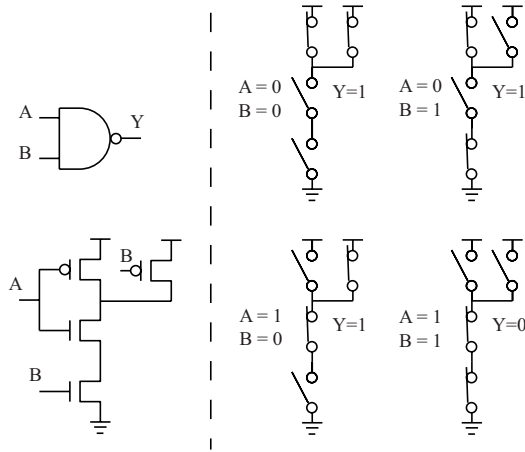 A
B
Y
A = 0
B = 0
Y=1
A = 0
B = 1
Y=1
A
B
B
A = 1
B = 0
Y=1
A = 1
B = 1
Y=0